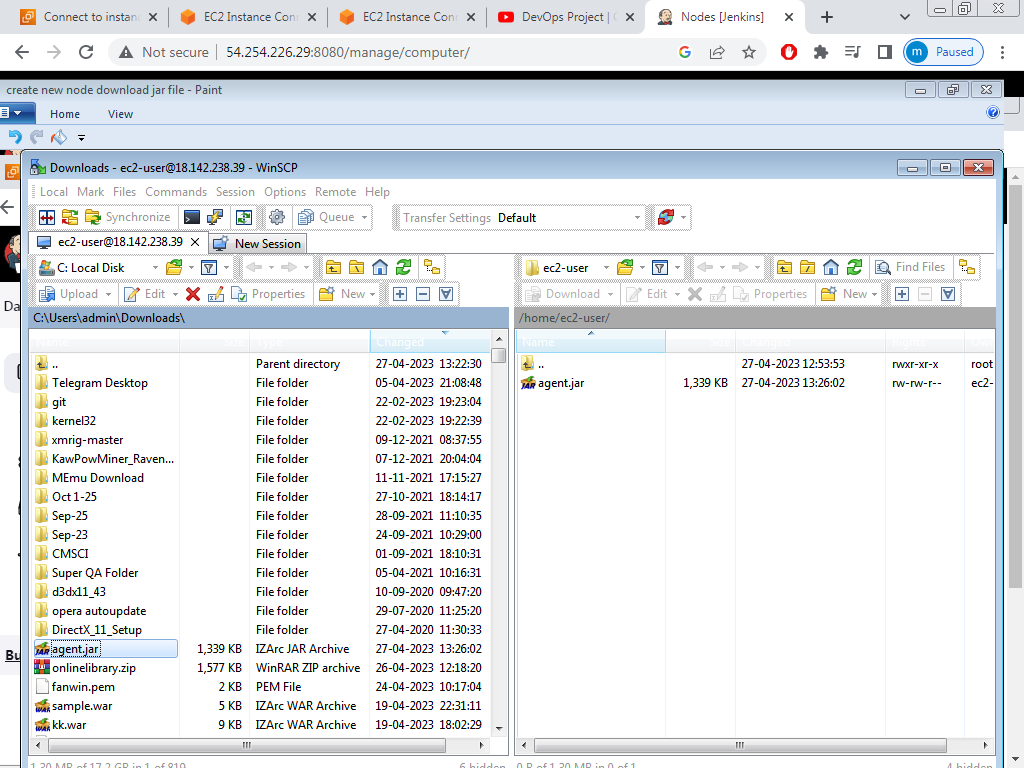 Connect to instan
EC2 Instance Con
EC2 Instance Con
DevOps Project | 
Nodes [Jenkins]
Not secure
54.254.226.29:8080/manage/computer/
m Paused
create new node download jar file - Paint
Home View
Downloads - ec2-user@18.142.238.39 - WinSCP
Local Mark Files Commands Session Options Remote Help
Synchronize
Queue
Transfer Settings Default
ec2-user@18.142.238.39
New Session
C: Local Disk
ec2-user
Find Files
Upload Edit Properties New
Download Edit Properties New
C:\Users\admin\Downloads\
/home/ec2-user/
Name Size Type Changed
Name Size Changed Rights
.. Parent directory 27-04-2023 13:22:30
Telegram Desktop File folder 05-04-2023 21:08:48
git File folder 22-02-2023 19:23:04
kernel32 File folder 22-02-2023 19:22:39
xmrig-master File folder 09-12-2021 08:37:55
KawPowMiner_Raven... File folder 07-12-2021 20:04:04
MEmu Download File folder 11-11-2021 17:15:27
Oct 1-25 File folder 27-10-2021 18:14:17
Sep-25 File folder 28-09-2021 11:10:35
Sep-23 File folder 24-09-2021 10:29:00
CMSCI File folder 01-09-2021 18:10:31
Super QA Folder File folder 05-04-2021 10:16:31
d3dx11_43 File folder 10-09-2020 09:47:20
opera autoupdate File folder 29-07-2020 11:25:20
DirectX_11_Setup File folder 27-04-2020 11:30:33
agent.jar 1,339 KB IZArc JAR Archive 27-04-2023 13:26:02
onlinelibrary.zip 1,577 KB WinRAR ZIP archive 26-04-2023 12:18:20
fanwin.pem 2 KB PEM File 24-04-2023 10:17:04
sample.war 5 KB IZArc WAR Archive 19-04-2023 22:31:11
kk.war 9 KB IZArc WAR Archive 19-04-2023 18:02:29
.. 27-04-2023 12:53:53 rwxr-xr-x root
agent.jar 1,339 KB 27-04-2023 13:26:02 rw-rw-r-- ec2-
Da
Bu
1.30 MB of 17.2 GB in 1 of 819
6 hidden
0 B of 1.30 MB in 0 of 1
4 hidden